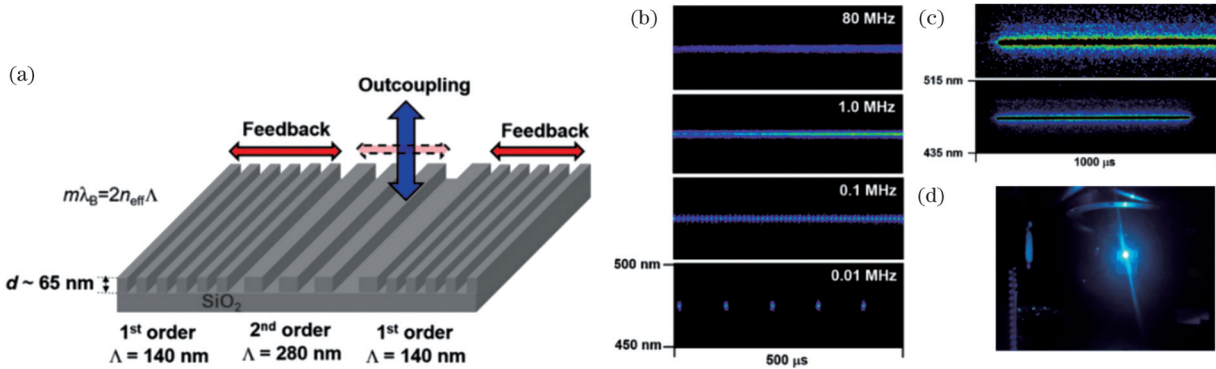 (a)
Outcoupling
Feedback
Feedback
mλ_B=2n_effΛ
d ~ 65 nm
SiO₂
1st order
Λ = 140 nm
2nd order
Λ = 280 nm
1st order
Λ = 140 nm
(b)
80 MHz
1.0 MHz
0.1 MHz
500 nm
0.01 MHz
450 nm
500 μs
(c)
515 nm
435 nm
1000 μs
(d)